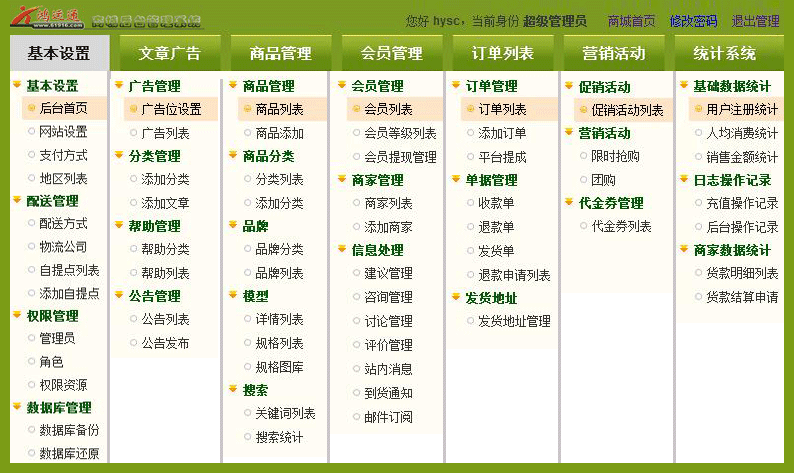 鸿运通
www.61916.com
商城后台管理系统
您好 hysc，当前身份 超级管理员 商城首页 修改密码 退出管理
基本设置 文章广告 商品管理 会员管理 订单列表 营销活动 统计系统
基本设置
后台首页
网站设置
支付方式
地区列表
配送管理
配送方式
物流公司
自提点列表
添加自提点
权限管理
管理员
角色
权限资源
数据库管理
数据库备份
数据库还原
广告管理
广告位设置
广告列表
分类管理
添加分类
添加文章
帮助管理
帮助分类
帮助列表
公告管理
公告列表
公告发布
商品管理
商品列表
商品添加
商品分类
分类列表
添加分类
品牌
品牌分类
品牌列表
模型
详情列表
规格列表
规格图库
搜索
关键词列表
搜索统计
会员管理
会员列表
会员等级列表
会员提现管理
商家管理
商家列表
添加商家
信息处理
建议管理
咨询管理
讨论管理
评价管理
站内消息
到货通知
邮件订阅
订单管理
订单列表
添加订单
平台提成
单据管理
收款单
退款单
发货单
退款申请列表
发货地址
发货地址管理
促销活动
促销活动列表
营销活动
限时抢购
团购
代金券管理
代金券列表
基础数据统计
用户注册统计
人均消费统计
销售金额统计
日志操作记录
充值操作记录
后台操作记录
商家数据统计
货款明细列表
货款结算申请